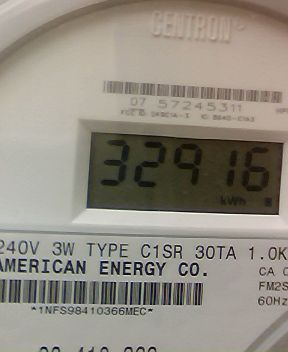 CENTRON®
07 57245311
32916
kWh
240V 3W TYPE C1SR 30TA 1.0K
AMERICAN ENERGY CO.
CA 0
FM2S
60Hz
*1NFS98410366MEC*